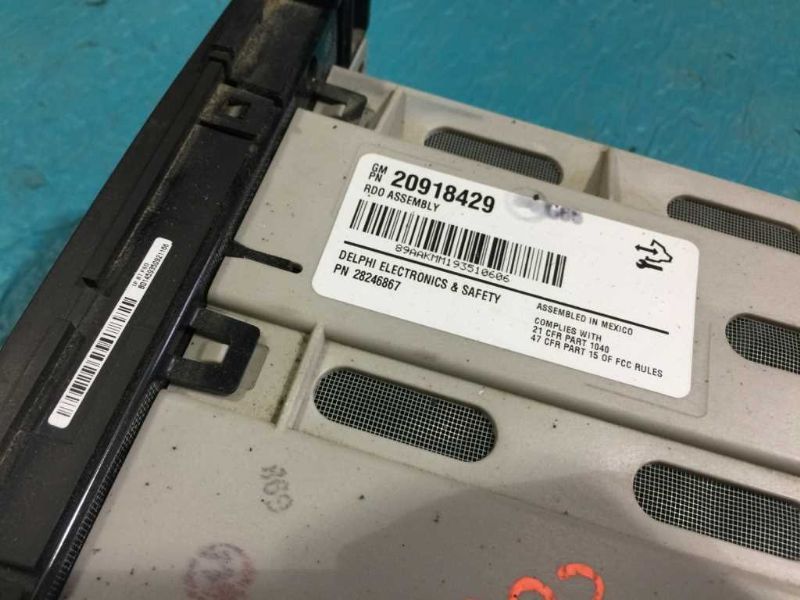 GM
PN 20918429
RDO ASSEMBLY
89AAKMM193510606
DELPHI ELECTRONICS & SAFETY
PN 28246867
ASSEMBLED IN MEXICO
COMPLIES WITH
21 CFR PART 1040
47 CFR PART 15 OF FCC RULES